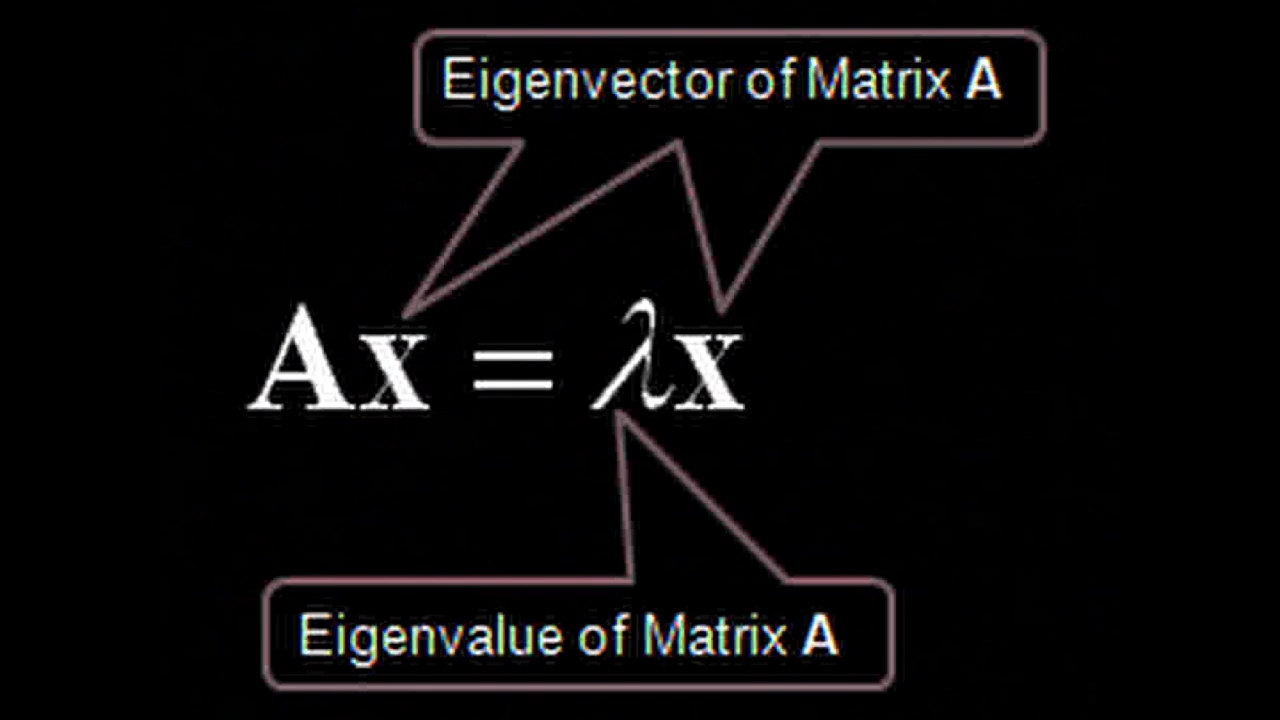 Eigenvector of Matrix A
Ax = λx
Eigenvalue of Matrix A